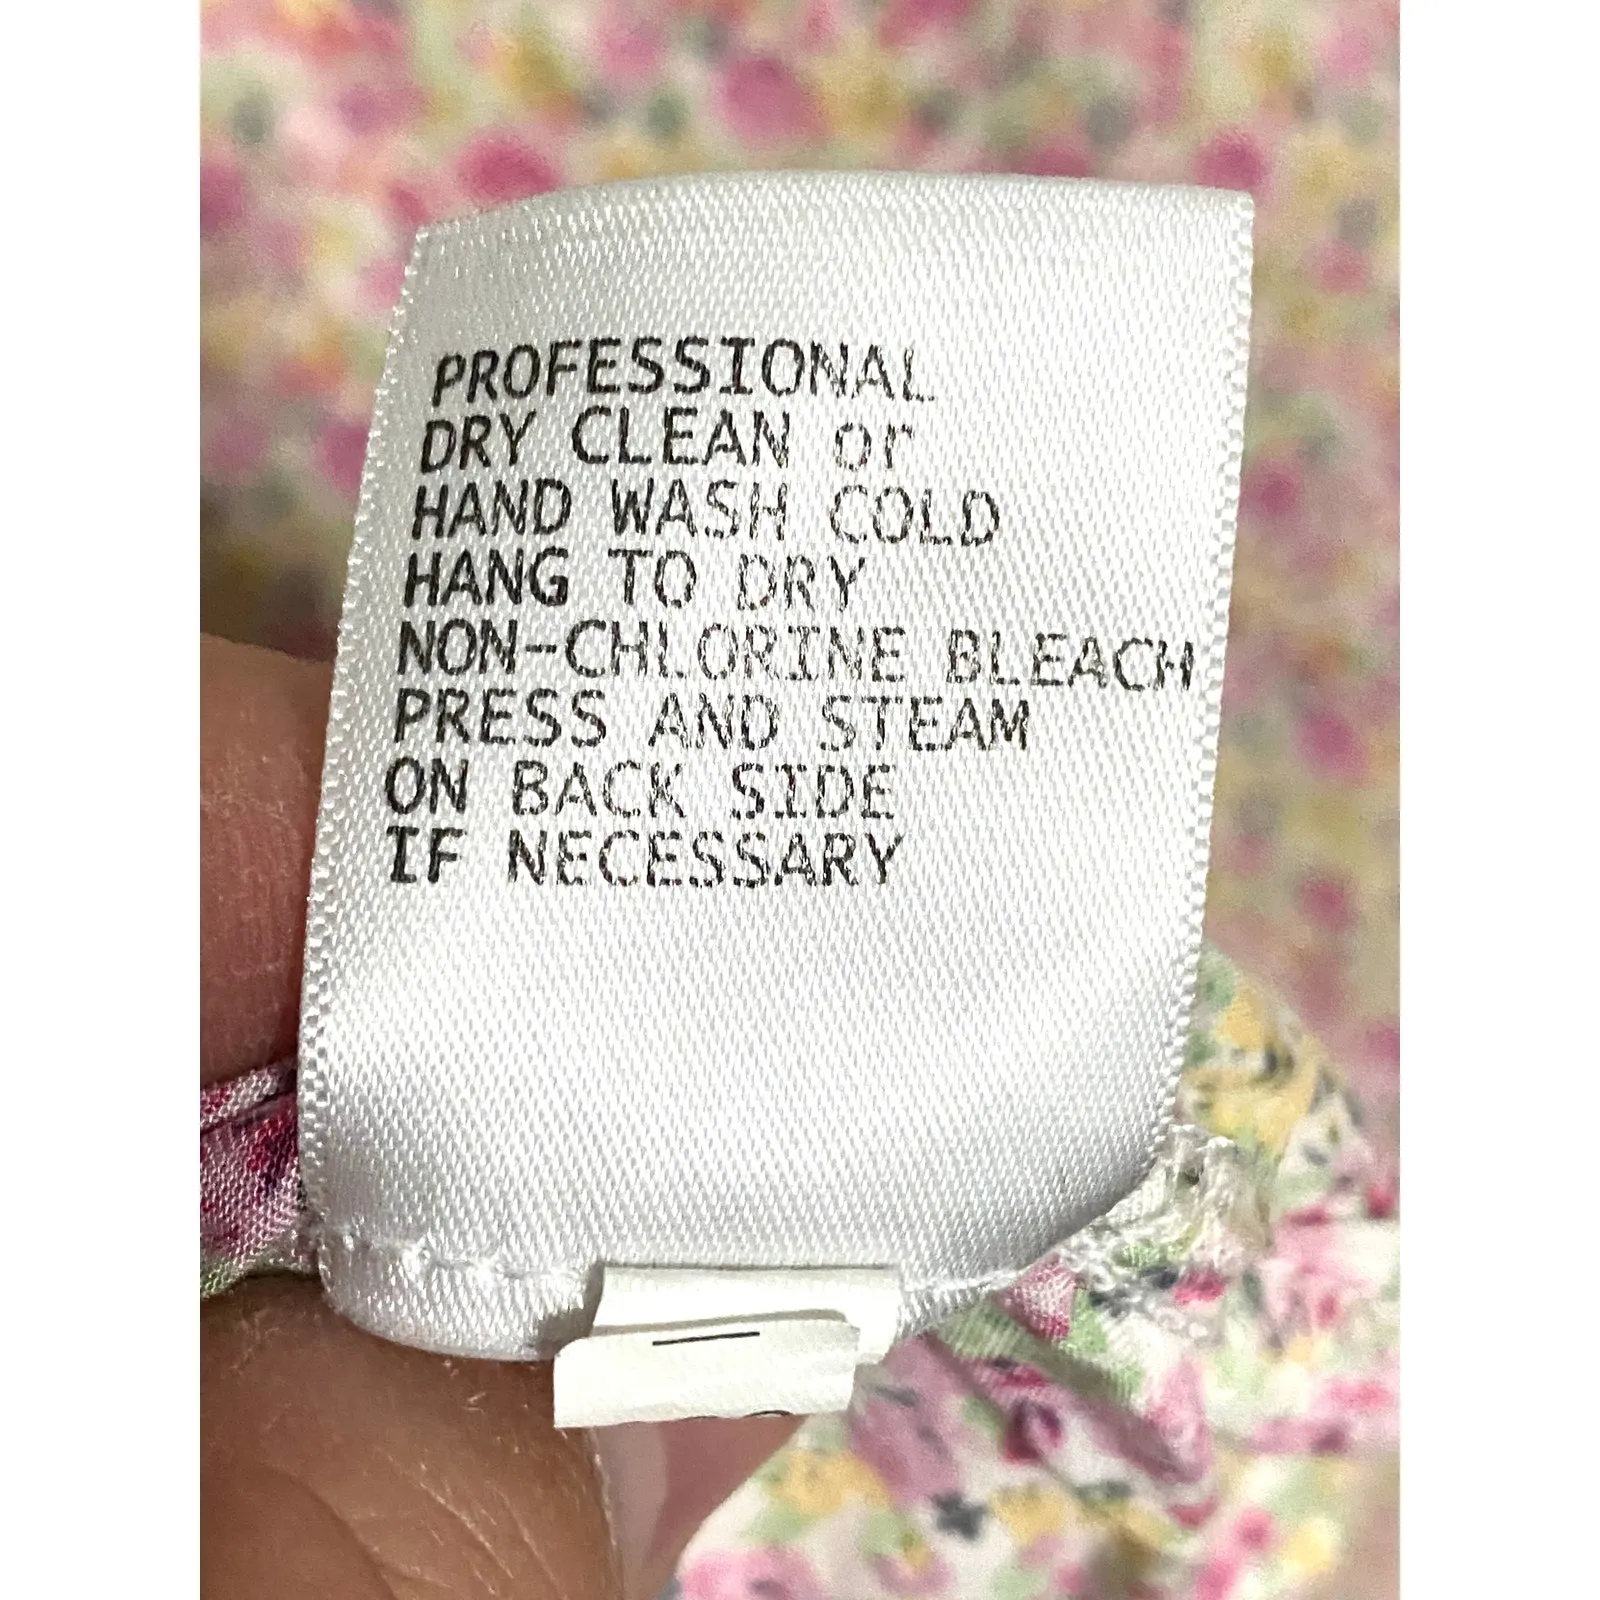 PROFESSIONAL
DRY CLEAN or
HAND WASH COLD
HANG TO DRY
NON-CHLORINE BLEACH
PRESS AND STEAM
ON BACK SIDE
IF NECESSARY